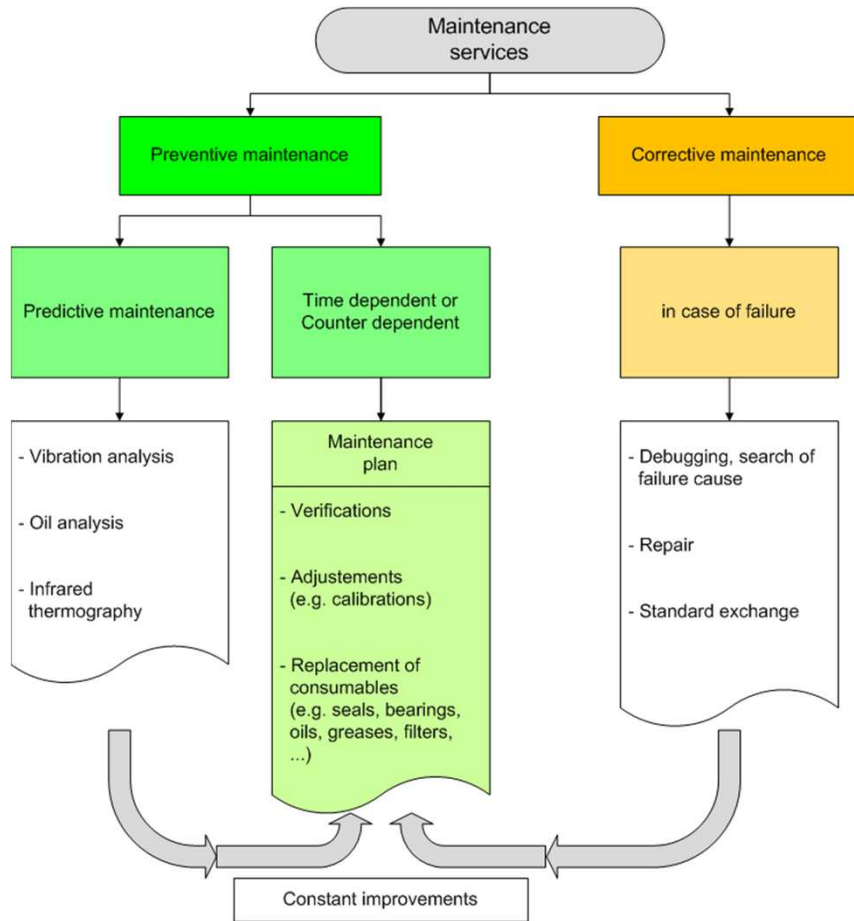 Maintenance
services
Preventive maintenance
Corrective maintenance
Predictive maintenance
Time dependent or
Counter dependent
in case of failure
- Vibration analysis
- Oil analysis
- Infrared
thermography
Maintenance
plan
- Verifications
- Adjustements
(e.g. calibrations)
- Replacement of
consumables
(e.g. seals, bearings,
oils, greases, filters,
...)
- Debugging, search of
failure cause
- Repair
- Standard exchange
Constant improvements